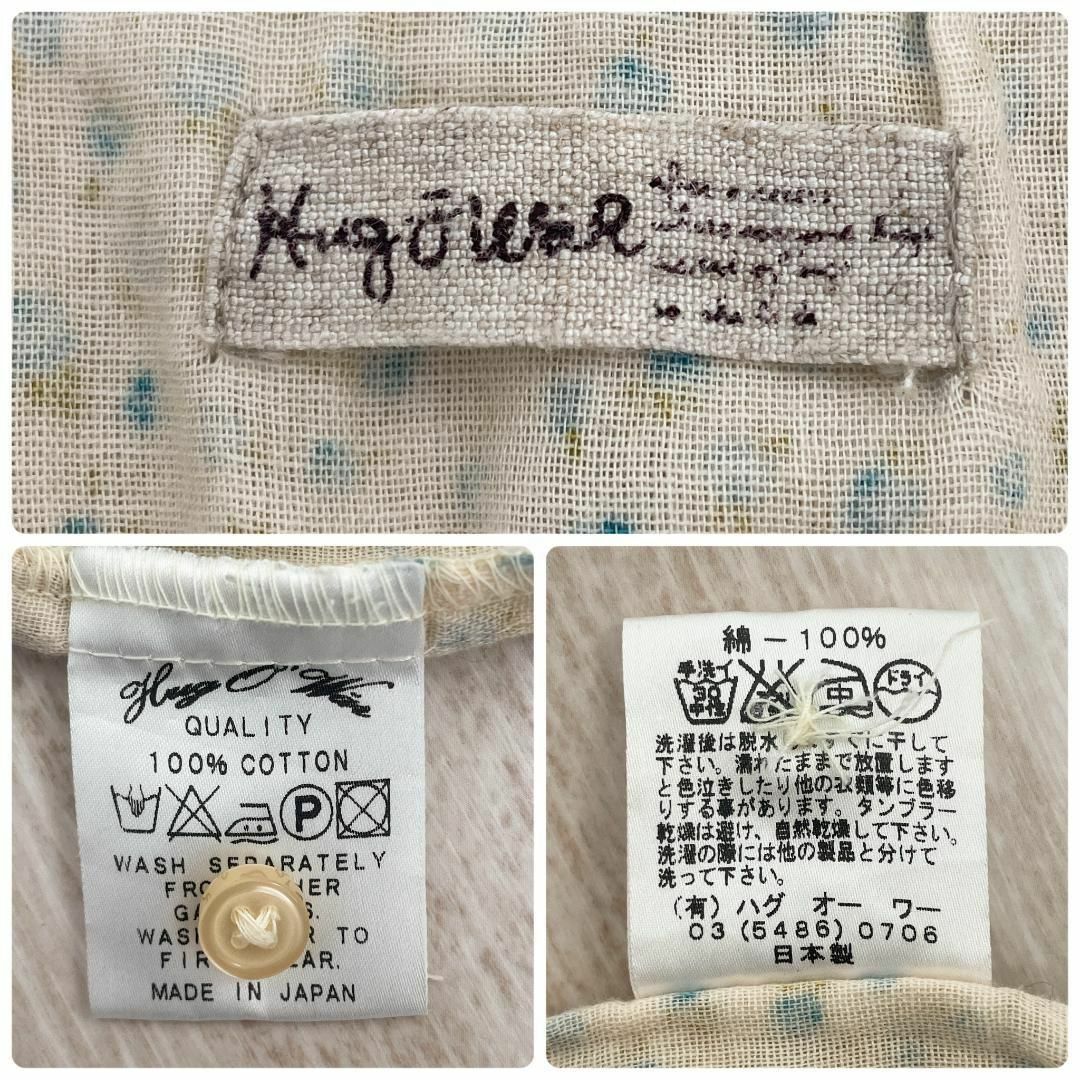 Hug Ō WäR
Hug Ō Wär
QUALITY
100% COTTON
P
WASH SEPARATELY
FRO HER
GA S.
WAS R TO
FIR EAR.
MADE IN JAPAN
綿－100%
手洗イ
30
中性
中
ドライ
洗濯後は脱水 に干して
下さい。濡れたままで放置します
と色泣きしたり他の衣類等に色移
りする事があります。タンブラー
乾燥は避け、自然乾燥して下さい。
洗濯の際には他の製品と分けて
洗って下さい。
(有) ハグ オー ワー
03 (5486) 0706
日本製